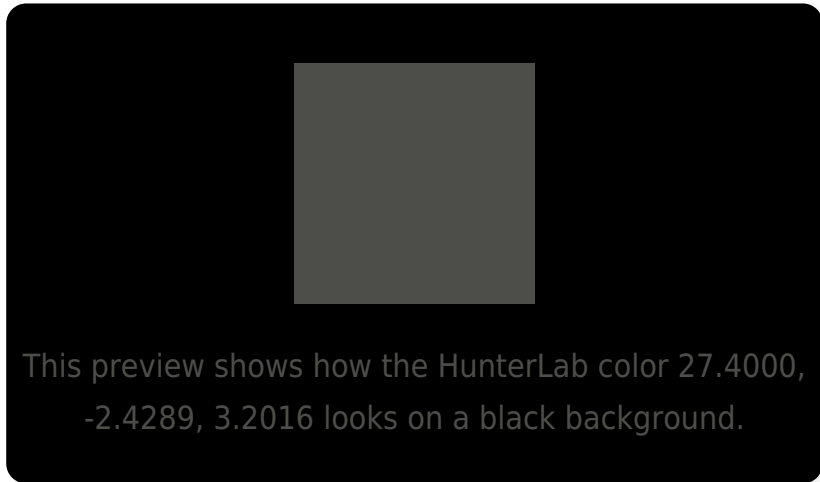 This preview shows how the HunterLab color 27.4000,
-2.4289, 3.2016 looks on a black background.